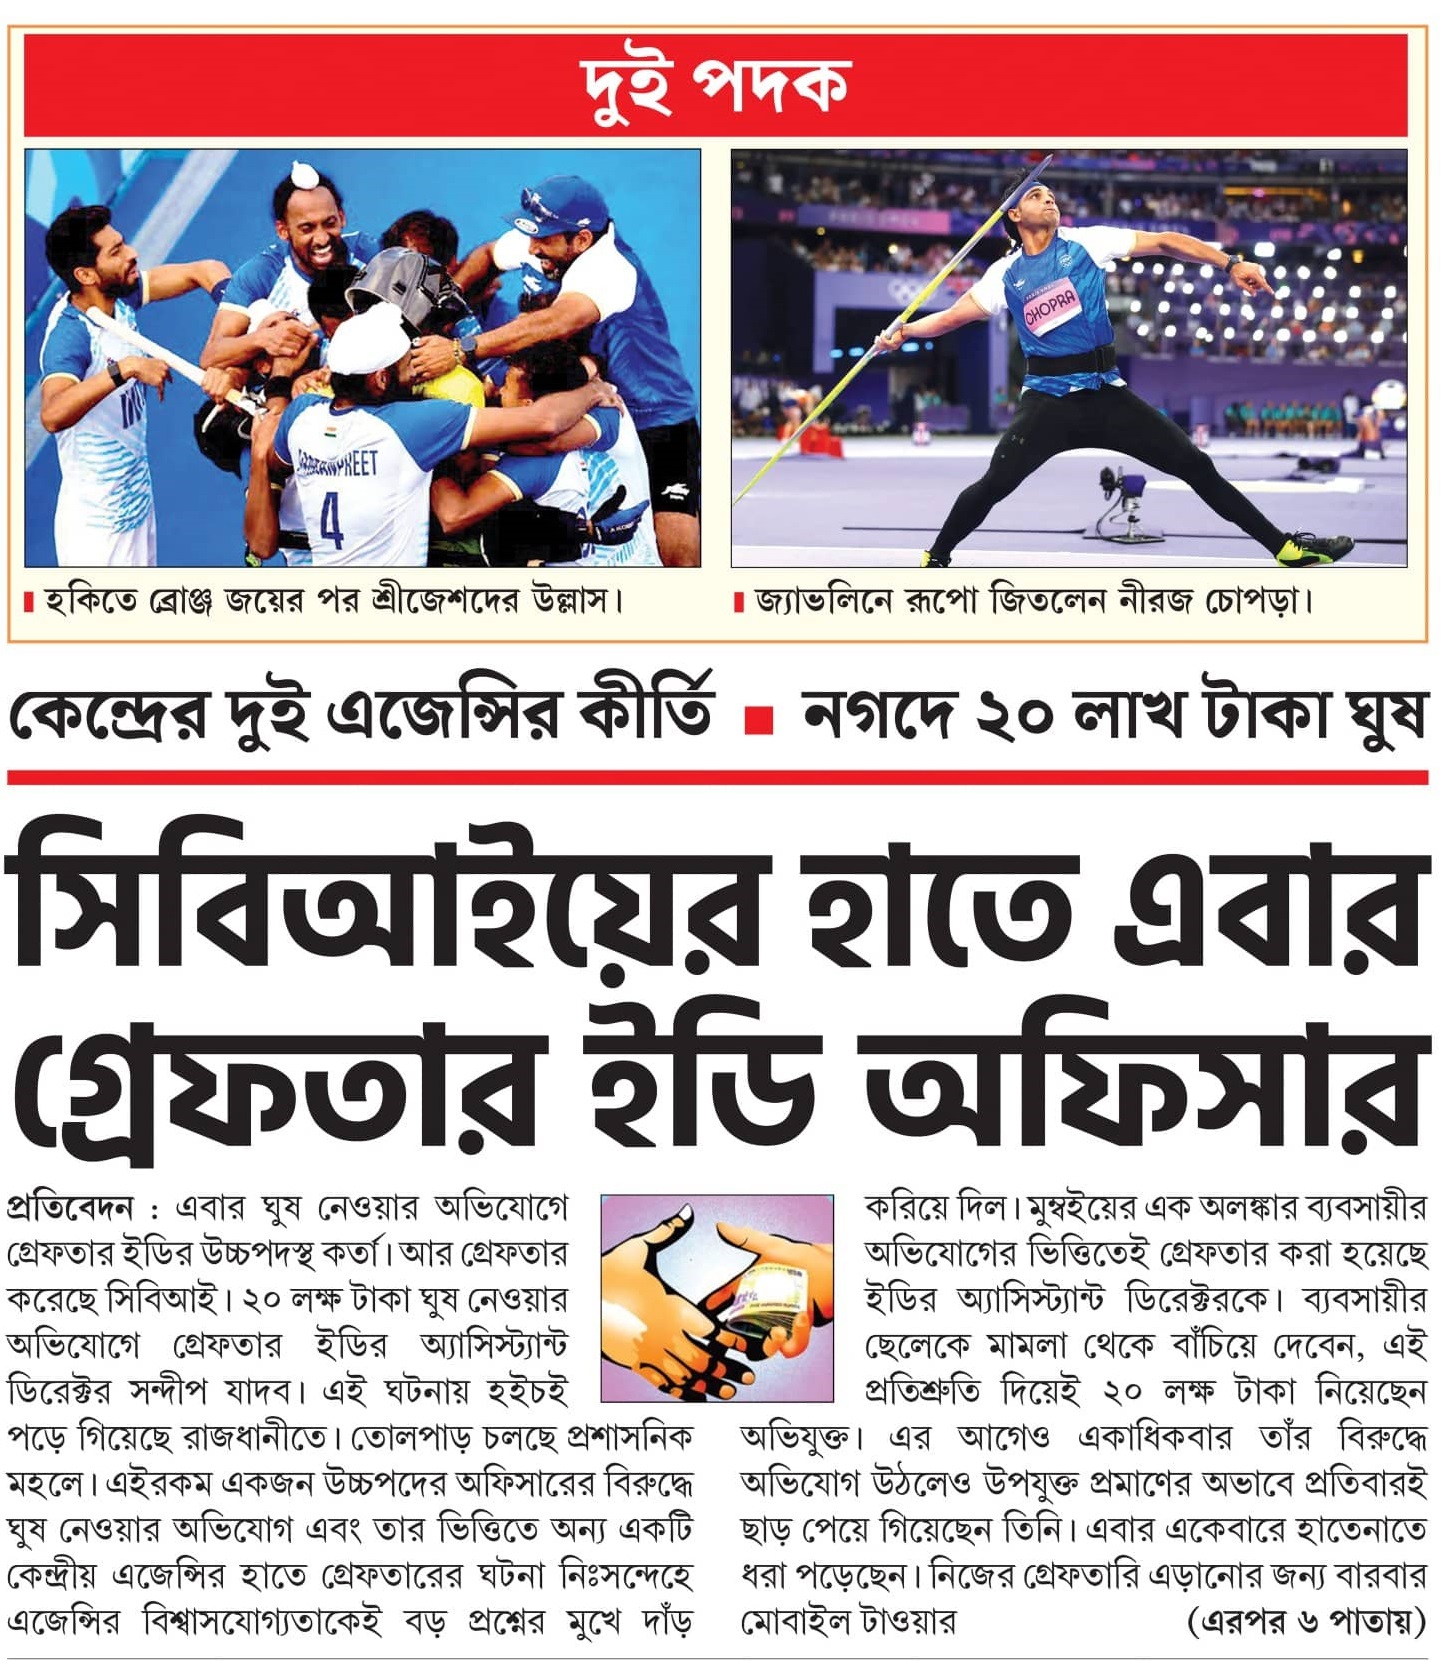 দুই পদক
CHOPRA
4
হকিতে ব্রোঞ্জ জয়ের পর শ্রীজেশদের উল্লাস।
জ্যাভলিনে রূপো জিতলেন নীরজ চোপড়া।
কেন্দ্রের দুই এজেন্সির কীর্তি ■ নগদে ২০ লাখ টাকা ঘুষ
সিবিআইয়ের হাতে এবার
গ্রেফতার ইডি অফিসার
প্রতিবেদন : এবার ঘুষ নেওয়ার অভিযোগে
গ্রেফতার ইডির উচ্চপদস্থ কর্তা। আর গ্রেফতার
করেছে সিবিআই। ২০ লক্ষ টাকা ঘুষ নেওয়ার
অভিযোগে গ্রেফতার ইডির অ্যাসিস্ট্যান্ট
ডিরেক্টর সন্দীপ যাদব। এই ঘটনায় হইচই
পড়ে গিয়েছে রাজধানীতে। তোলপাড় চলছে প্রশাসনিক
মহলে। এইরকম একজন উচ্চপদের অফিসারের বিরুদ্ধে
ঘুষ নেওয়ার অভিযোগ এবং তার ভিত্তিতে অন্য একটি
কেন্দ্রীয় এজেন্সির হাতে গ্রেফতারের ঘটনা নিঃসন্দেহে
এজেন্সির বিশ্বাসযোগ্যতাকেই বড় প্রশ্নের মুখে দাঁড়
করিয়ে দিল। মুম্বইয়ের এক অলঙ্কার ব্যবসায়ীর
অভিযোগের ভিত্তিতেই গ্রেফতার করা হয়েছে
ইডির অ্যাসিস্ট্যান্ট ডিরেক্টরকে। ব্যবসায়ীর
ছেলেকে মামলা থেকে বাঁচিয়ে দেবেন, এই
প্রতিশ্রুতি দিয়েই ২০ লক্ষ টাকা নিয়েছেন
অভিযুক্ত। এর আগেও একাধিকবার তাঁর বিরুদ্ধে
অভিযোগ উঠলেও উপযুক্ত প্রমাণের অভাবে প্রতিবারই
ছাড় পেয়ে গিয়েছেন তিনি। এবার একেবারে হাতেনাতে
ধরা পড়েছেন। নিজের গ্রেফতারি এড়ানোর জন্য বারবার
মোবাইল টাওয়ার (এরপর ৬ পাতায়)